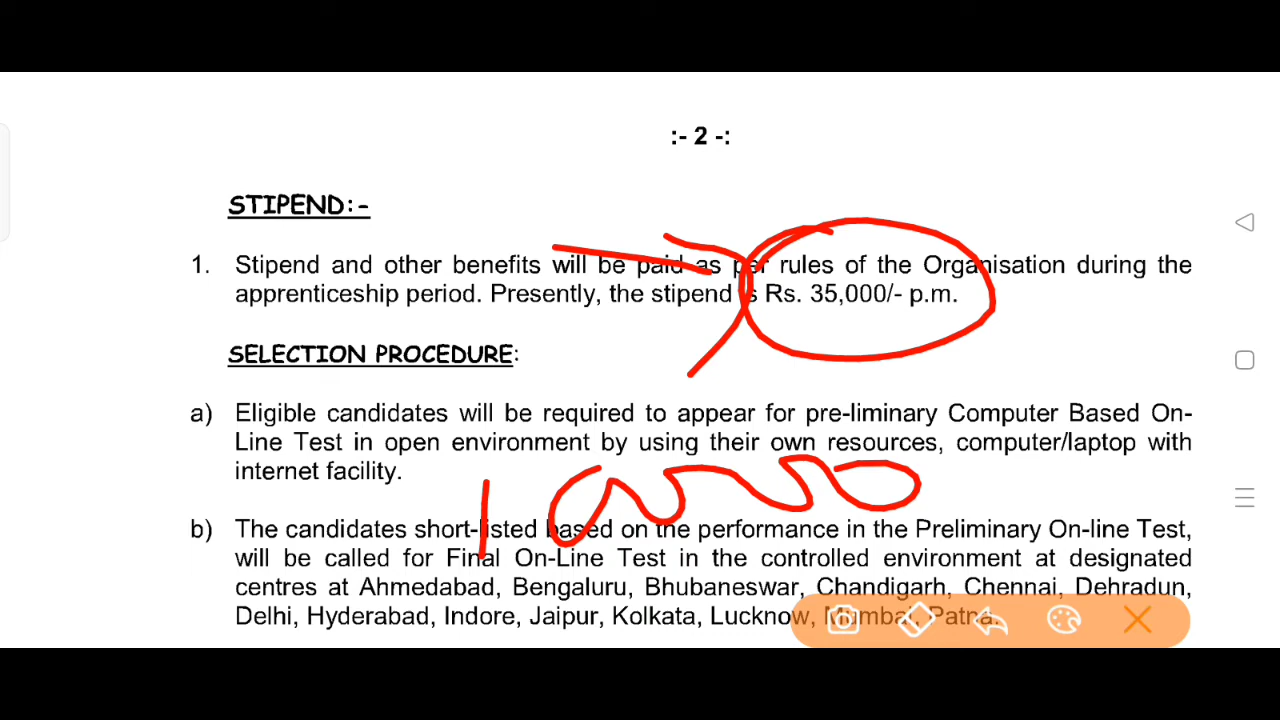 :- 2 -:
STIPEND:-
1. Stipend and other benefits will be paid as per rules of the Organisation during the
apprenticeship period. Presently, the stipend is Rs. 35,000/- p.m.
SELECTION PROCEDURE:
a) Eligible candidates will be required to appear for pre-liminary Computer Based On-
Line Test in open environment by using their own resources, computer/laptop with
internet facility.
b) The candidates short-listed based on the performance in the Preliminary On-line Test,
will be called for Final On-Line Test in the controlled environment at designated
centres at Ahmedabad, Bengaluru, Bhubaneswar, Chandigarh, Chennai, Dehradun,
Delhi, Hyderabad, Indore, Jaipur, Kolkata, Lucknow, Mumbai, Patna.